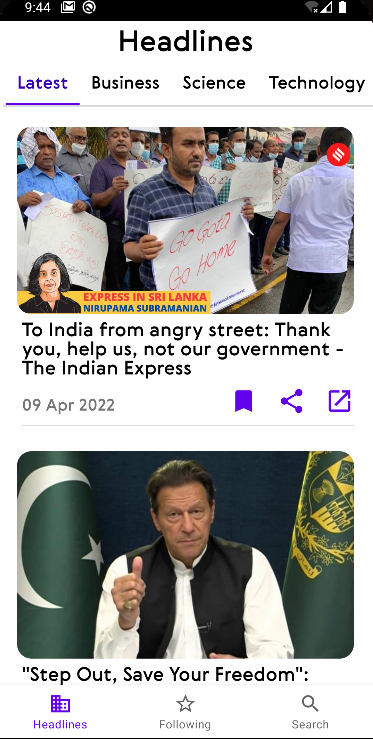 9:44
Headlines
Latest Business Science Technology
GO Gota
Go HOME
EXPRESS IN SRI LANKA
NIRUPAMA SUBRAMANIAN
To India from angry street: Thank
you, help us, not our government -
The Indian Express
09 Apr 2022
"Step Out, Save Your Freedom":
Headlines Following Search